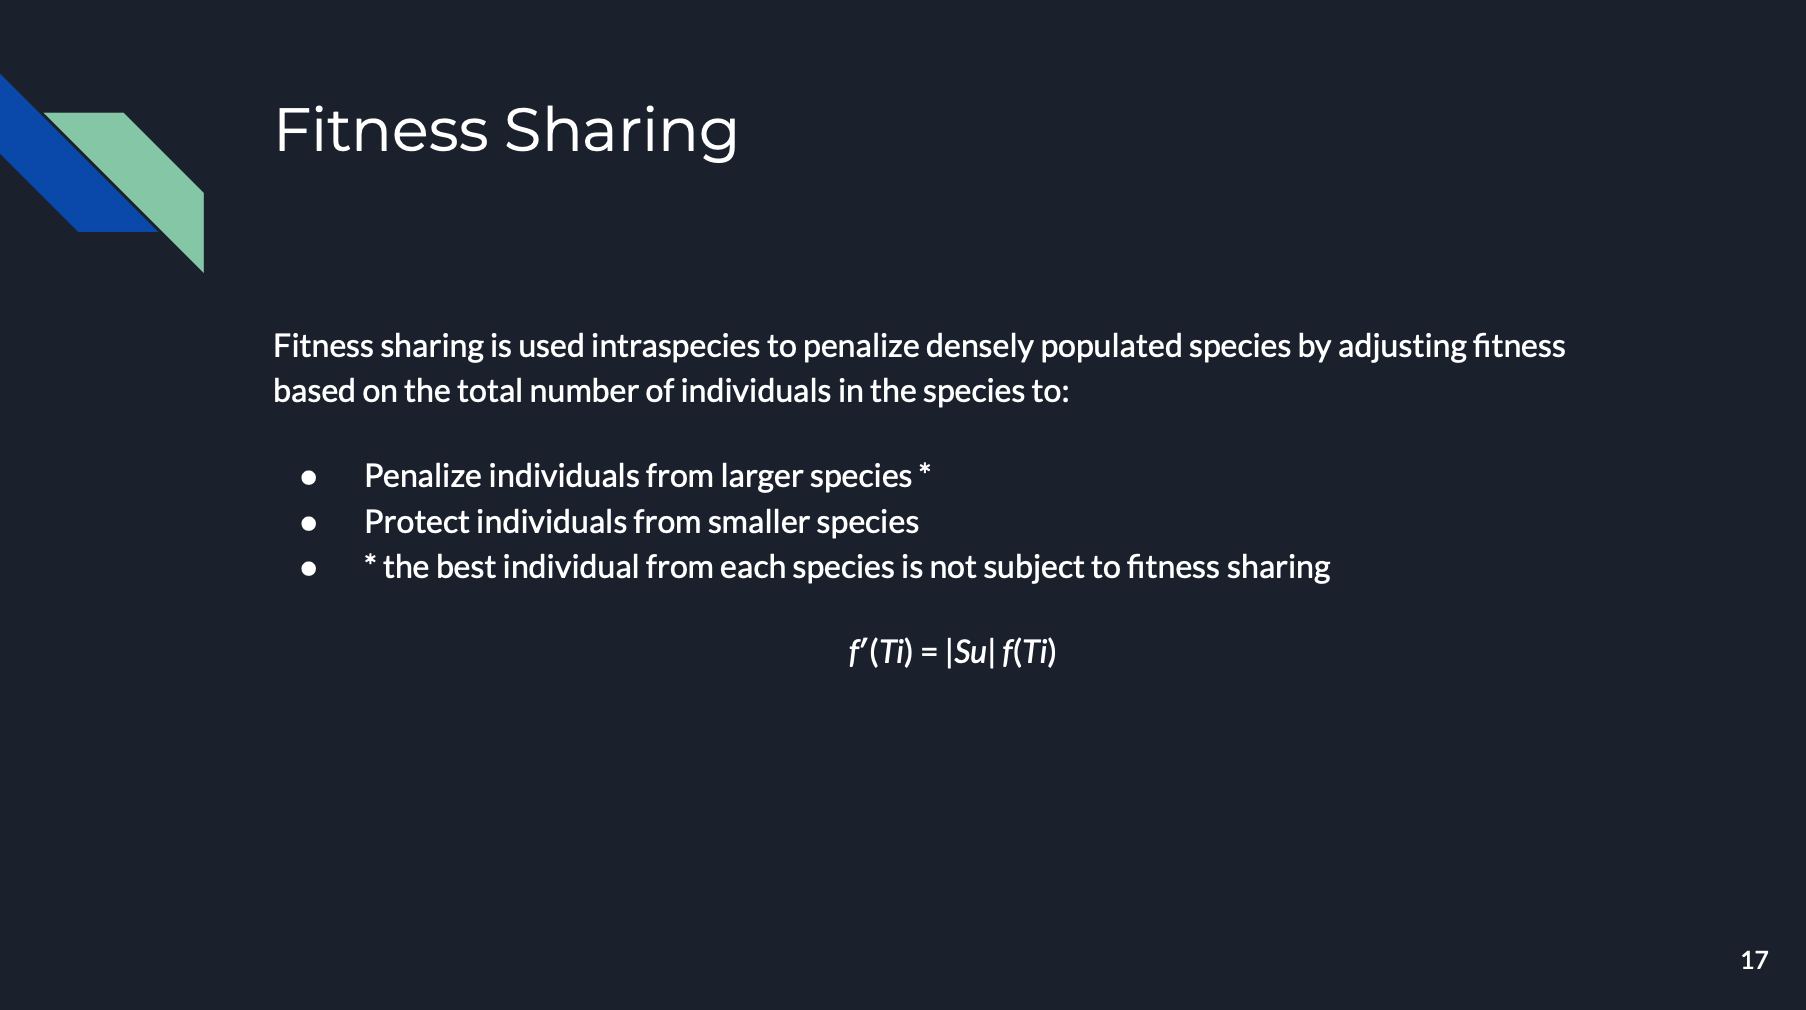 Fitness Sharing
Fitness sharing is used intraspecies to penalize densely populated species by adjusting fitness
based on the total number of individuals in the species to:
● Penalize individuals from larger species *
● Protect individuals from smaller species
● * the best individual from each species is not subject to fitness sharing
f′(Ti) = |Su| f(Ti)
17